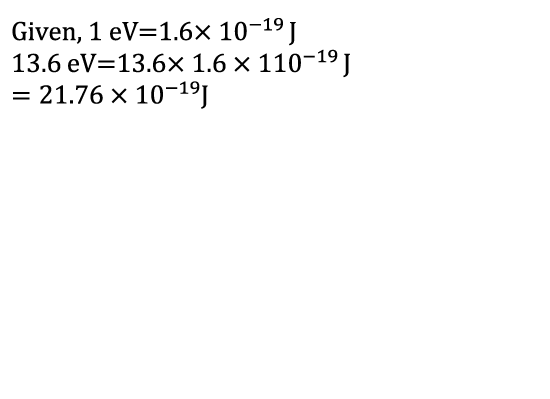 Given, 1 eV=1.6× 10⁻¹⁹ J
13.6 eV=13.6× 1.6 × 110⁻¹⁹ J
= 21.76 × 10⁻¹⁹J